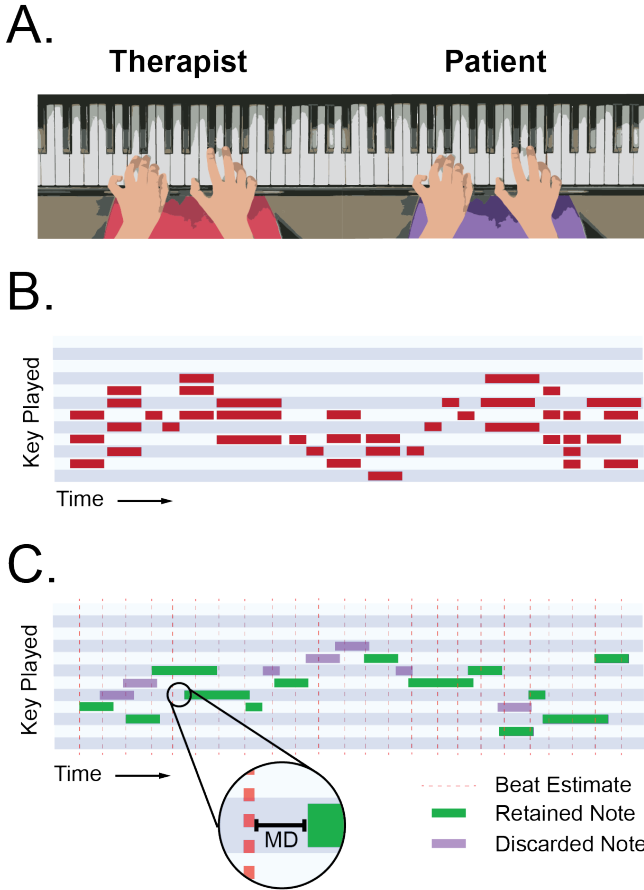 A.
Therapist Patient
B.
Key Played
Time
C.
Key Played
Time
MD
Beat Estimate
Retained Note
Discarded Note